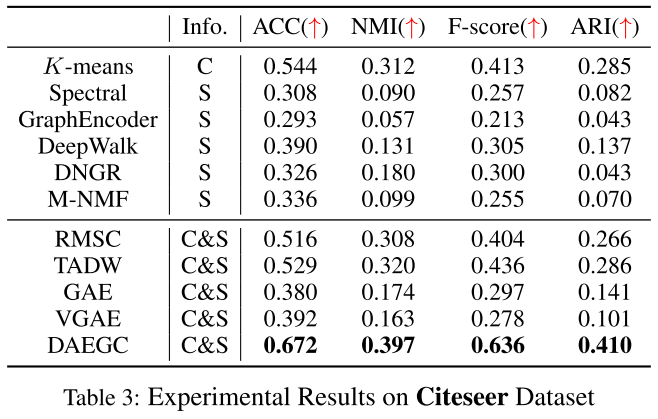 Info. ACC(↑) NMI(↑) F-score(↑) ARI(↑)
K-means C 0.544 0.312 0.413 0.285
Spectral S 0.308 0.090 0.257 0.082
GraphEncoder S 0.293 0.057 0.213 0.043
DeepWalk S 0.390 0.131 0.305 0.137
DNGR S 0.326 0.180 0.300 0.043
M-NMF S 0.336 0.099 0.255 0.070
RMSC C&S 0.516 0.308 0.404 0.266
TADW C&S 0.529 0.320 0.436 0.286
GAE C&S 0.380 0.174 0.297 0.141
VGAE C&S 0.392 0.163 0.278 0.101
DAEGC C&S 0.672 0.397 0.636 0.410
Table 3: Experimental Results on Citeseer Dataset